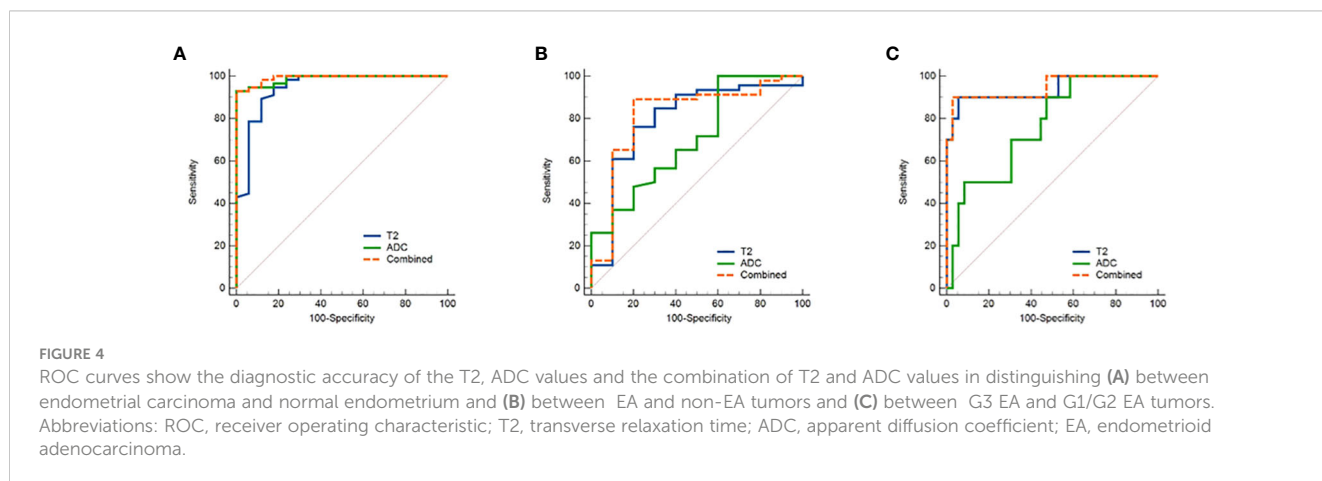 A
B
C
100
80
60
40
20
0
Sensitivity
T2
ADC
Combined
0 20 40 60 80 100
100-Specificity
100
80
60
40
20
0
Sensitivity
T2
ADC
Combined
0 20 40 60 80 100
100-Specificity
100
80
60
40
20
0
Sensitivity
T2
ADC
Combined
0 20 40 60 80 100
100-Specificity
FIGURE 4
ROC curves show the diagnostic accuracy of the T2, ADC values and the combination of T2 and ADC values in distinguishing (A) between
endometrial carcinoma and normal endometrium and (B) between EA and non-EA tumors and (C) between G3 EA and G1/G2 EA tumors.
Abbreviations: ROC, receiver operating characteristic; T2, transverse relaxation time; ADC, apparent diffusion coefficient; EA, endometrioid
adenocarcinoma.